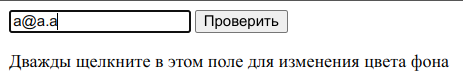 a@a.a Проверить
Дважды щелкните в этом поле для изменения цвета фона